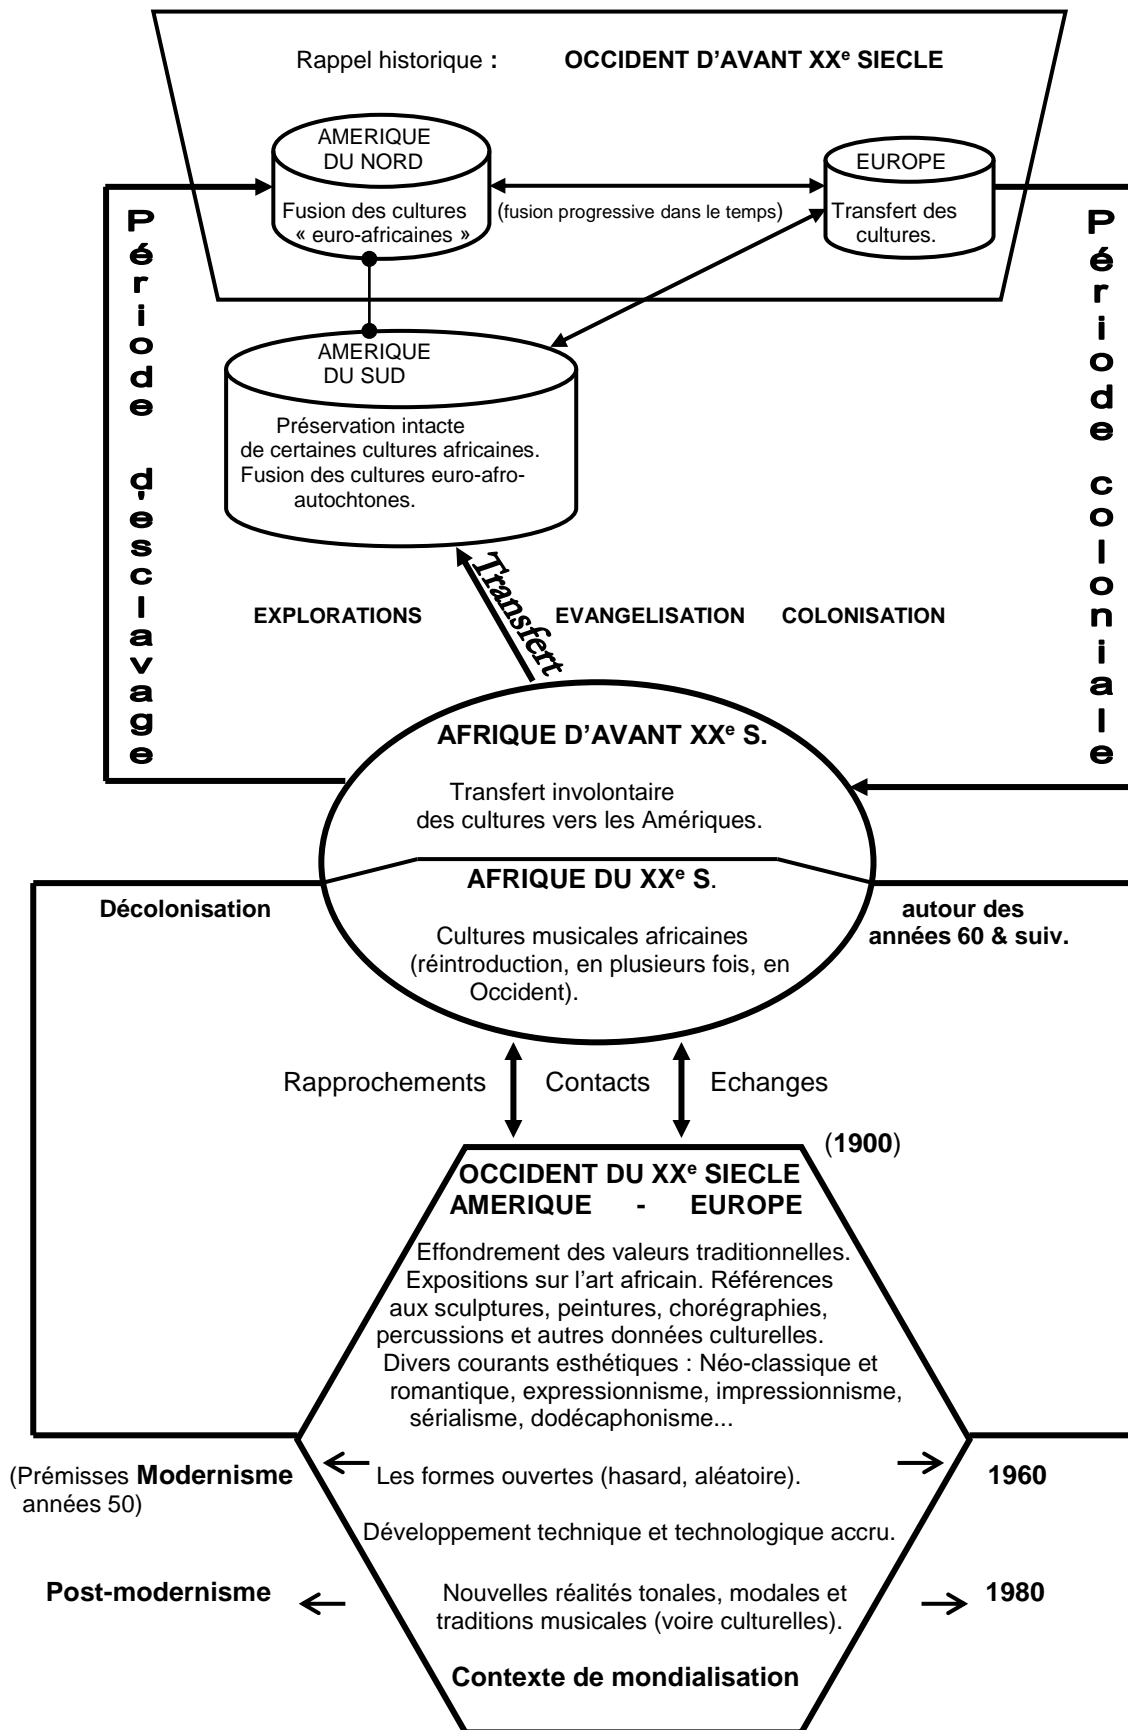 Rappel historique : OCCIDENT D'AVANT XXe SIECLE
AMERIQUE
DU NORD
Fusion des cultures
« euro-africaines »
(fusion progressive dans le temps)
EUROPE
Transfert des
cultures.
Période d'esclavage
Période coloniale
AMERIQUE
DU SUD
Préservation intacte
de certaines cultures africaines.
Fusion des cultures euro-afro-
autochtones.
Transfert
EXPLORATIONS EVANGELISATION COLONISATION
AFRIQUE D'AVANT XXe S.
Transfert involontaire
des cultures vers les Amériques.
AFRIQUE DU XXe S.
Décolonisation
autour des
années 60 & suiv.
Cultures musicales africaines
(réintroduction, en plusieurs fois, en
Occident).
Rapprochements Contacts Echanges
(1900)
OCCIDENT DU XXe SIECLE
AMERIQUE - EUROPE
Effondrement des valeurs traditionnelles.
Expositions sur l'art africain. Références
aux sculptures, peintures, chorégraphies,
percussions et autres données culturelles.
Divers courants esthétiques : Néo-classique et
romantique, expressionnisme, impressionnisme,
sérialisme, dodécaphonisme...
(Prémisses Modernisme
années 50)
Les formes ouvertes (hasard, aléatoire).
1960
Développement technique et technologique accru.
Post-modernisme
Nouvelles réalités tonales, modales et
traditions musicales (voire culturelles).
1980
Contexte de mondialisation